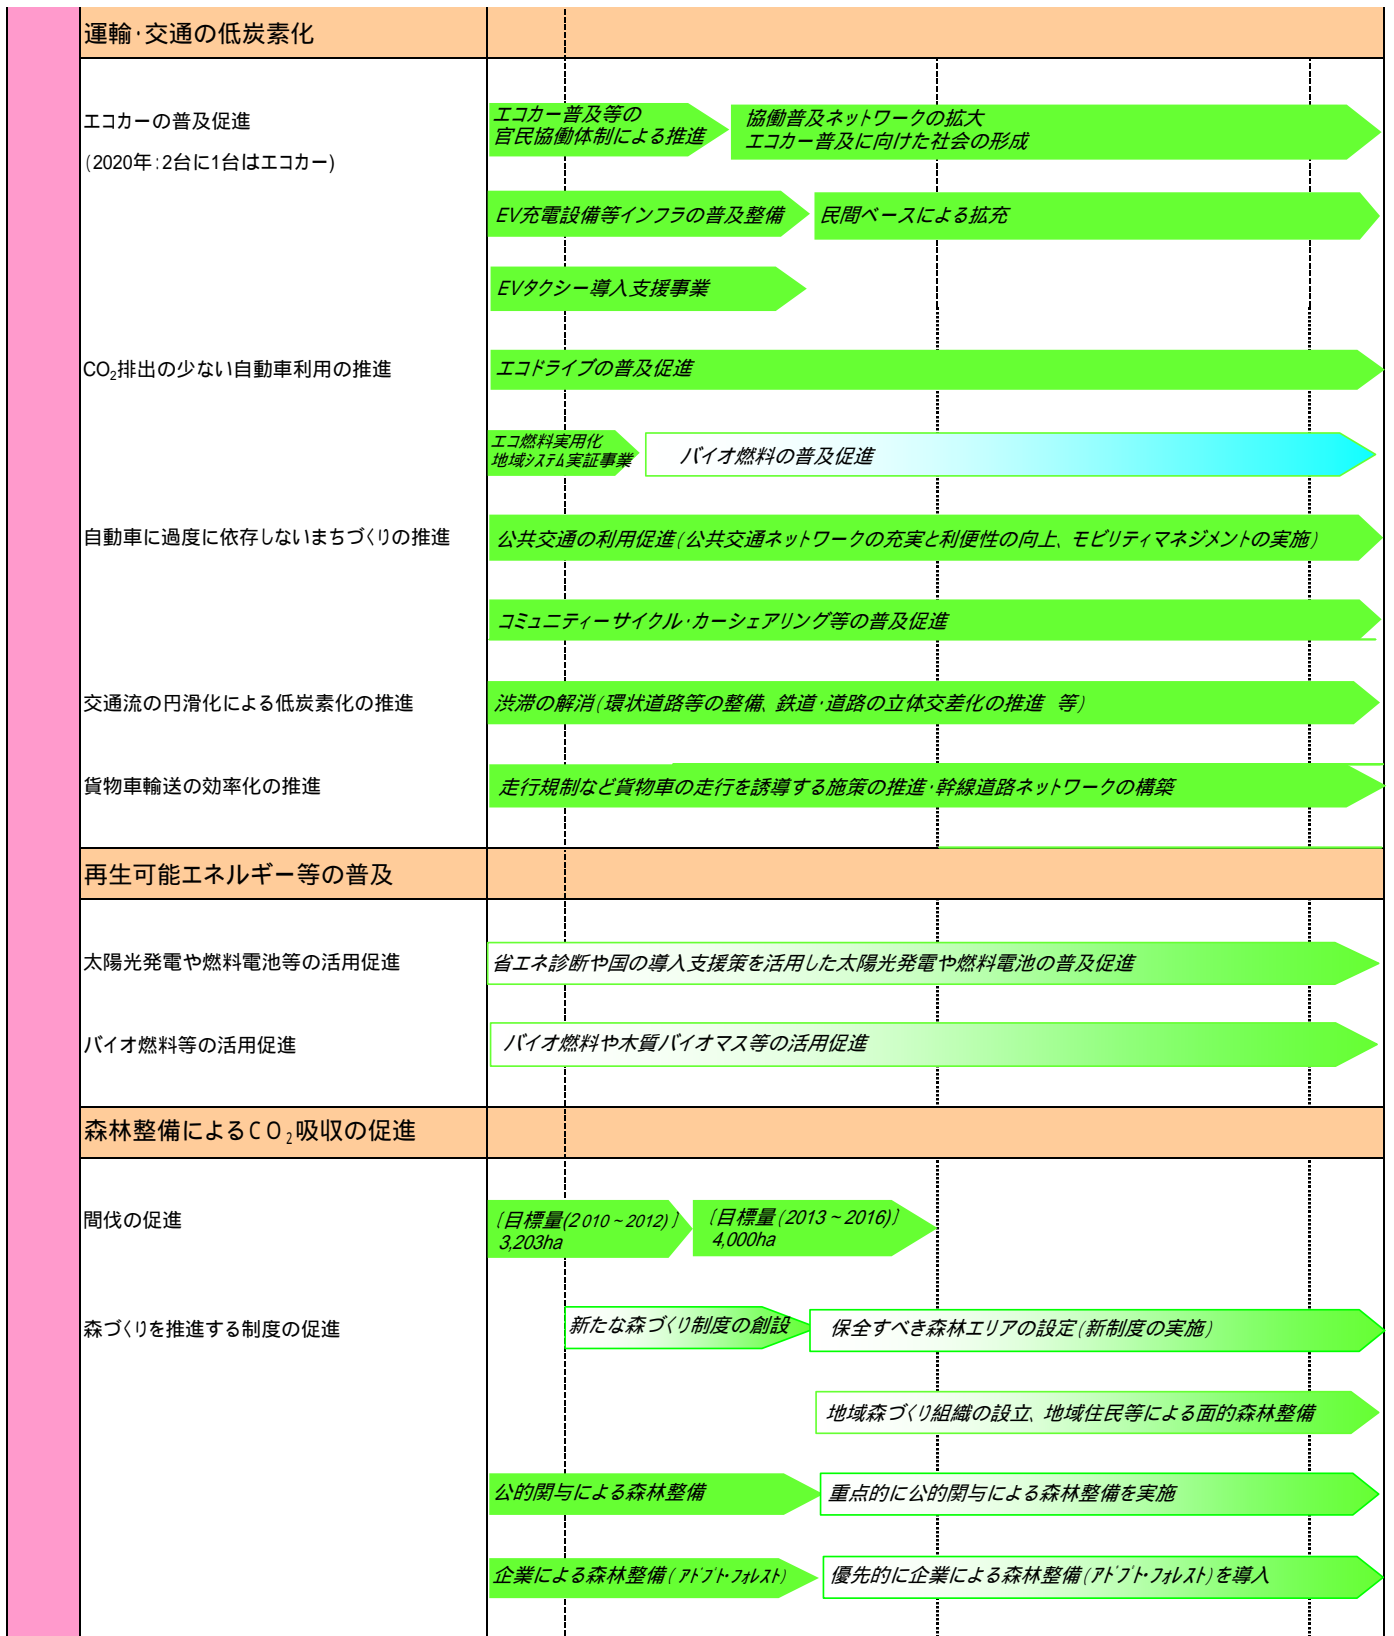 運輸・交通の低炭素化
エコカーの普及促進
(2020年:2台に1台はエコカー)
エコカー普及等の
官民協働体制による推進
協働普及ネットワークの拡大
エコカー普及に向けた社会の形成
EV充電設備等インフラの普及整備
民間ベースによる拡充
EVタクシー導入支援事業
CO₂排出の少ない自動車利用の推進
エコドライブの普及促進
エコ燃料実用化
地域システム実証事業
バイオ燃料の普及促進
自動車に過度に依存しないまちづくりの推進
公共交通の利用促進(公共交通ネットワークの充実と利便性の向上、モビリティマネジメントの実施)
コミュニティーサイクル・カーシェアリング等の普及促進
交通流の円滑化による低炭素化の推進
渋滞の解消(環状道路等の整備、鉄道・道路の立体交差化の推進 等)
貨物車輸送の効率化の推進
走行規制など貨物車の走行を誘導する施策の推進・幹線道路ネットワークの構築
再生可能エネルギー等の普及
太陽光発電や燃料電池等の活用促進
省エネ診断や国の導入支援策を活用した太陽光発電や燃料電池の普及促進
バイオ燃料等の活用促進
バイオ燃料や木質バイオマス等の活用促進
森林整備によるCO₂吸収の促進
間伐の促進
〔目標量(2010~2012)〕
3,203ha
〔目標量(2013~2016)〕
4,000ha
森づくりを推進する制度の促進
新たな森づくり制度の創設
保全すべき森林エリアの設定(新制度の実施)
地域森づくり組織の設立、地域住民等による面的森林整備
公的関与による森林整備
重点的に公的関与による森林整備を実施
企業による森林整備(アドプト・フォレスト)
優先的に企業による森林整備(アドプト・フォレスト)を導入